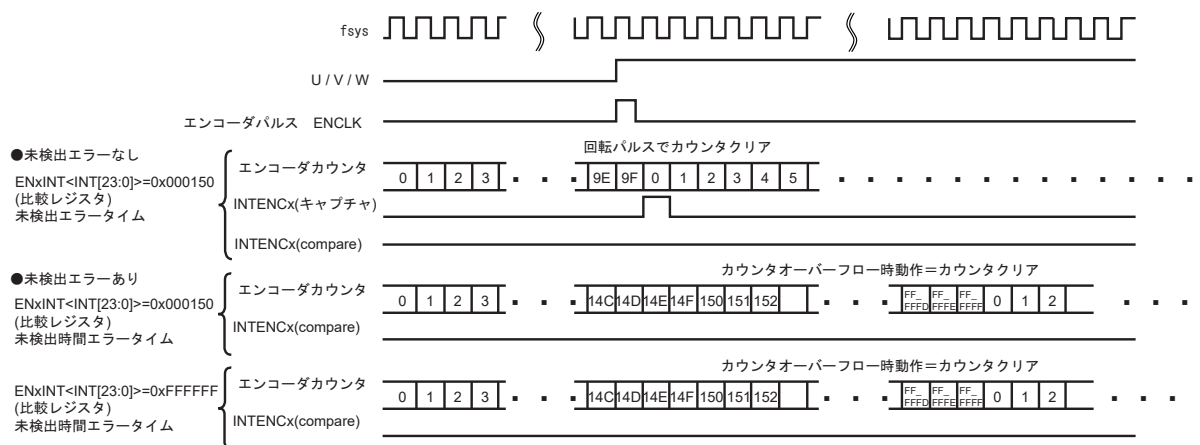 fsys
U / V / W
エンコーダパルス ENCLK
●未検出エラーなし
ENxINT<INT[23:0]>=0x000150
(比較レジスタ)
未検出エラータイム
回転パルスでカウンタクリア
エンコーダカウンタ
0 1 2 3 9E 9F 0 1 2 3 4 5
INTENCx(キャプチャ)
INTENCx(compare)
●未検出エラーあり
ENxINT<INT[23:0]>=0x000150
(比較レジスタ)
未検出時間エラータイム
カウンタオーバーフロー時動作=カウンタクリア
エンコーダカウンタ
0 1 2 3 14C 14D 14E 14F 150 151 152 FF_FFFD FF_FFFE FF_FFFF 0 1 2
INTENCx(compare)
ENxINT<INT[23:0]>=0xFFFFFF
(比較レジスタ)
未検出時間エラータイム
カウンタオーバーフロー時動作=カウンタクリア
エンコーダカウンタ
0 1 2 3 14C 14D 14E 14F 150 151 152 FF_FFFD FF_FFFE FF_FFFF 0 1 2
INTENCx(compare)